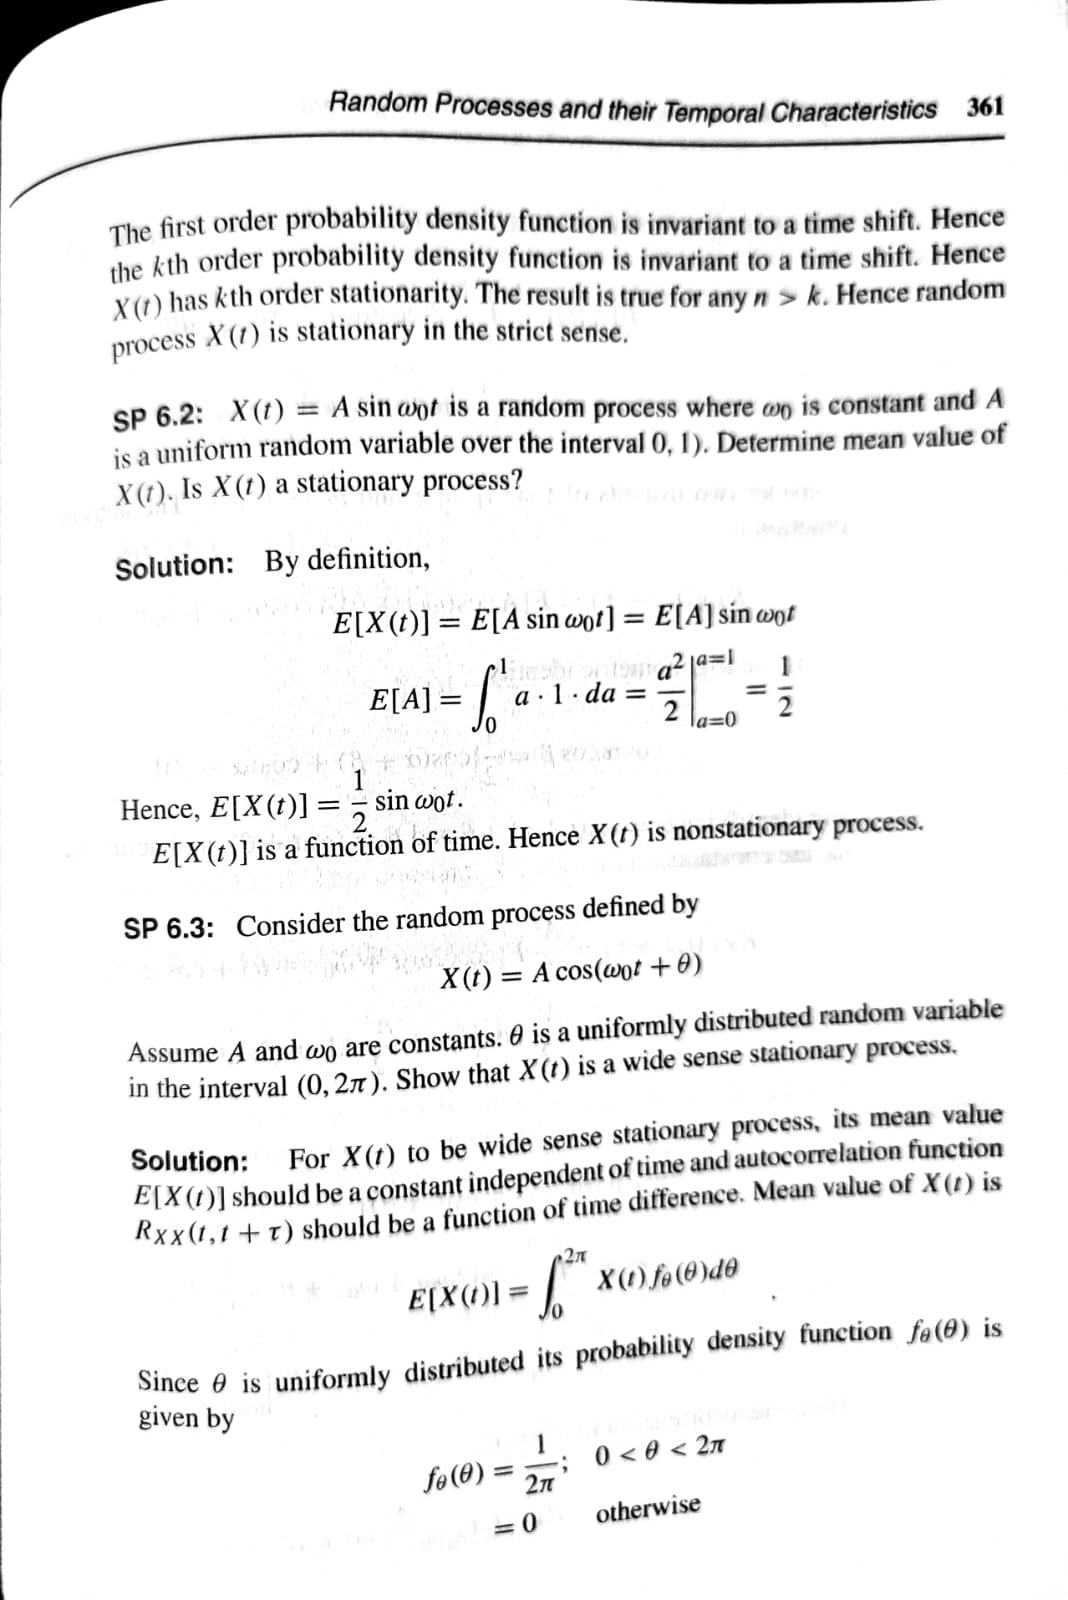 Random Processes and their Temporal Characteristics 361
The first order probability density function is invariant to a time shift. Hence
the kth order probability density function is invariant to a time shift. Hence
X(t) has kth order stationarity. The result is true for any n > k. Hence random
process X(t) is stationary in the strict sense.
SP 6.2: X(t) = A sin ω₀t is a random process where ω₀ is constant and A
is a uniform random variable over the interval 0, 1). Determine mean value of
X(t). Is X(t) a stationary process?
Solution: By definition,
E[X(t)] = E[A sin ω₀t] = E[A] sin ω₀t
E[A] = ∫₀¹ a · 1 · da = a²/2 |a=1 a=0 = 1/2
Hence, E[X(t)] = 1/2 sin ω₀t.
E[X(t)] is a function of time. Hence X(t) is nonstationary process.
SP 6.3: Consider the random process defined by
X(t) = A cos(ω₀t + θ)
Assume A and ω₀ are constants. θ is a uniformly distributed random variable
in the interval (0, 2π). Show that X(t) is a wide sense stationary process.
Solution: For X(t) to be wide sense stationary process, its mean value
E[X(t)] should be a constant independent of time and autocorrelation function
R_XX(t, t + τ) should be a function of time difference. Mean value of X(t) is
E[X(t)] = ∫₀^2π X(t) f_θ(θ)dθ
Since θ is uniformly distributed its probability density function f_θ(θ) is
given by
f_θ(θ) = 1/2π; 0 < θ < 2π
= 0 otherwise